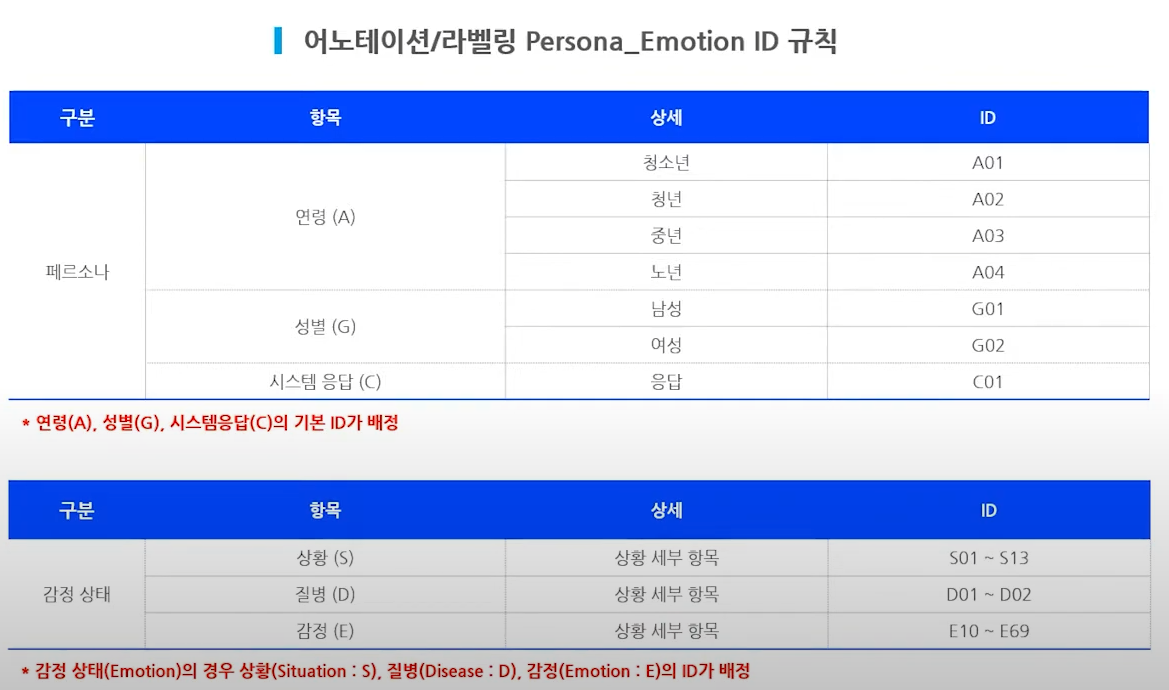 어노테이션/라벨링 Persona_Emotion ID 규칙
구분 항목 상세 ID
페르소나
연령 (A)
청소년 A01
청년 A02
중년 A03
노년 A04
성별 (G)
남성 G01
여성 G02
시스템 응답 (C) 응답 C01
* 연령(A), 성별(G), 시스템응답(C)의 기본 ID가 배정
구분 항목 상세 ID
감정 상태
상황 (S) 상황 세부 항목 S01 ~ S13
질병 (D) 상황 세부 항목 D01 ~ D02
감정 (E) 상황 세부 항목 E10 ~ E69
* 감정 상태(Emotion)의 경우 상황(Situation : S), 질병(Disease : D), 감정(Emotion : E)의 ID가 배정